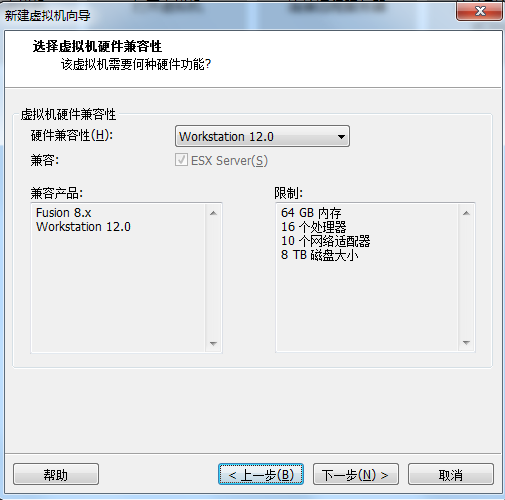 新建虚拟机向导
选择虚拟机硬件兼容性
该虚拟机需要何种硬件功能?
虚拟机硬件兼容性
硬件兼容性(H): Workstation 12.0
兼容: ESX Server(S)
兼容产品:
Fusion 8.x
Workstation 12.0
限制:
64 GB 内存
16 个处理器
10 个网络适配器
8 TB 磁盘大小
帮助 < 上一步(B) 下一步(N) > 取消